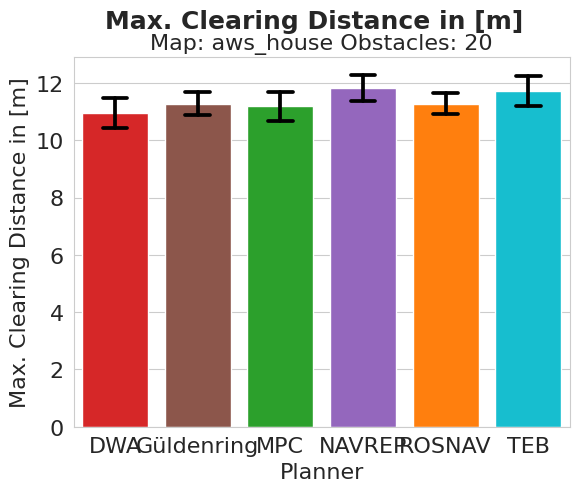 Max. Clearing Distance in [m]
Map: aws_house Obstacles: 20
Max. Clearing Distance in [m]
12
10
8
6
4
2
0
DWA Güldenring MPC NAVREP ROSNAV TEB
Planner